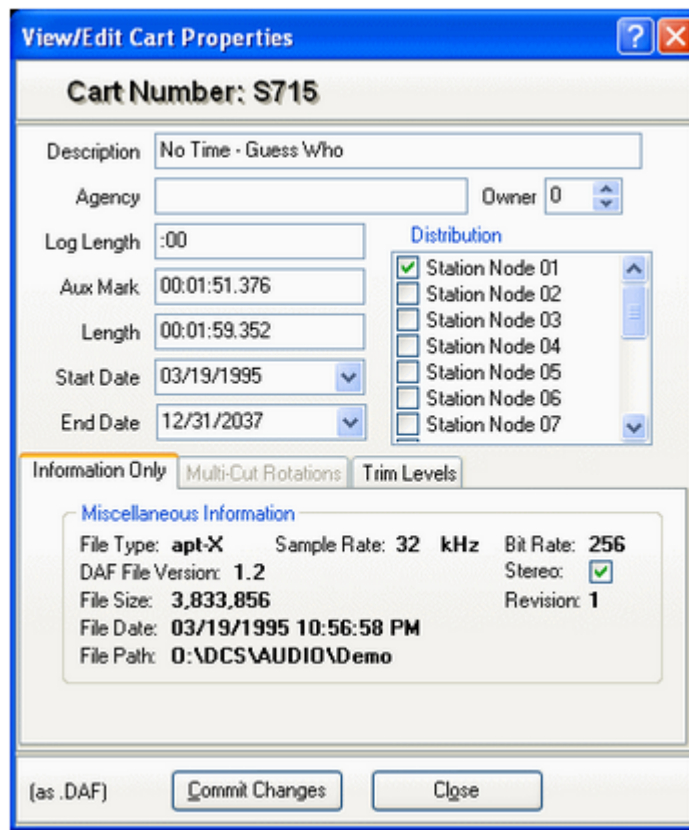 View/Edit Cart Properties
Cart Number: S715
Description No Time - Guess Who
Agency Owner 0
Log Length :00 Distribution
Aux Mark 00:01:51.376 Station Node 01
Station Node 02
Length 00:01:59.352 Station Node 03
Station Node 04
Start Date 03/19/1995 Station Node 05
Station Node 06
End Date 12/31/2037 Station Node 07
Information Only Multi-Cut Rotations Trim Levels
Miscellaneous Information
File Type: apt-X Sample Rate: 32 kHz Bit Rate: 256
DAF File Version: 1.2 Stereo:
File Size: 3,833,856 Revision: 1
File Date: 03/19/1995 10:56:58 PM
File Path: O:\DCS\AUDIO\Demo
(as .DAF) Commit Changes Close